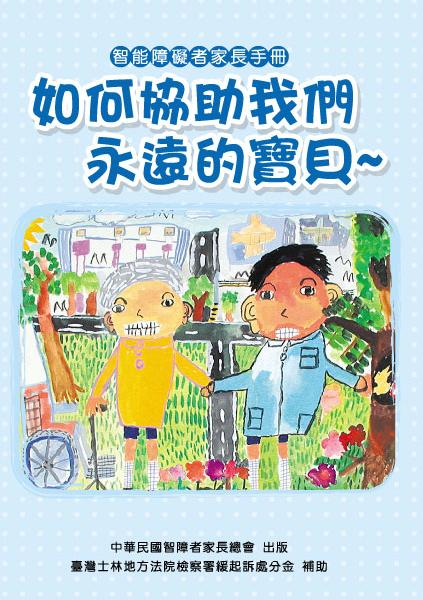 智能障礙者家長手冊
如何協助我們
永遠的寶貝~
中華民國智障者家長總會 出版
臺灣士林地方法院檢察署緩起訴處分金 補助